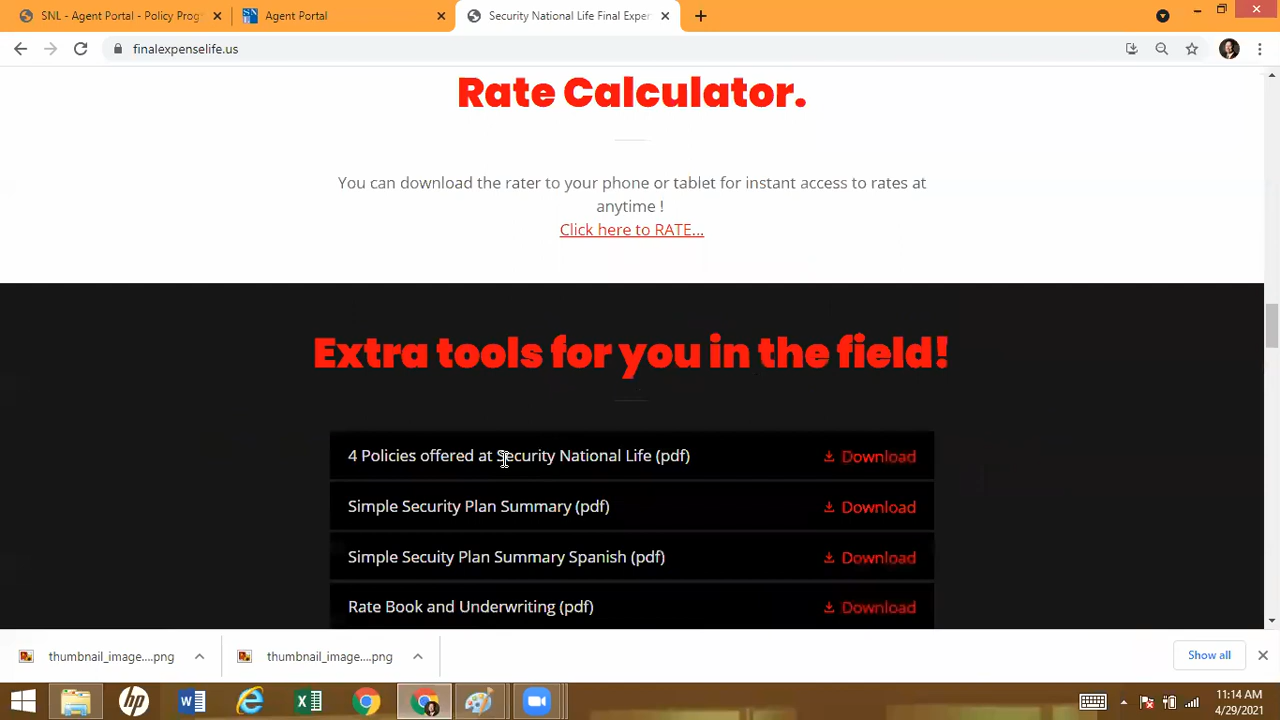 SNL - Agent Portal - Policy Prog
Agent Portal
Security National Life Final Exper
finalexpenselife.us
Rate Calculator.
You can download the rater to your phone or tablet for instant access to rates at
anytime !
Click here to RATE...
Extra tools for you in the field!
4 Policies offered at Security National Life (pdf)
Download
Simple Security Plan Summary (pdf)
Download
Simple Secuity Plan Summary Spanish (pdf)
Download
Rate Book and Underwriting (pdf)
Download
thumbnail_image....png
thumbnail_image....png
Show all
11:14 AM
4/29/2021